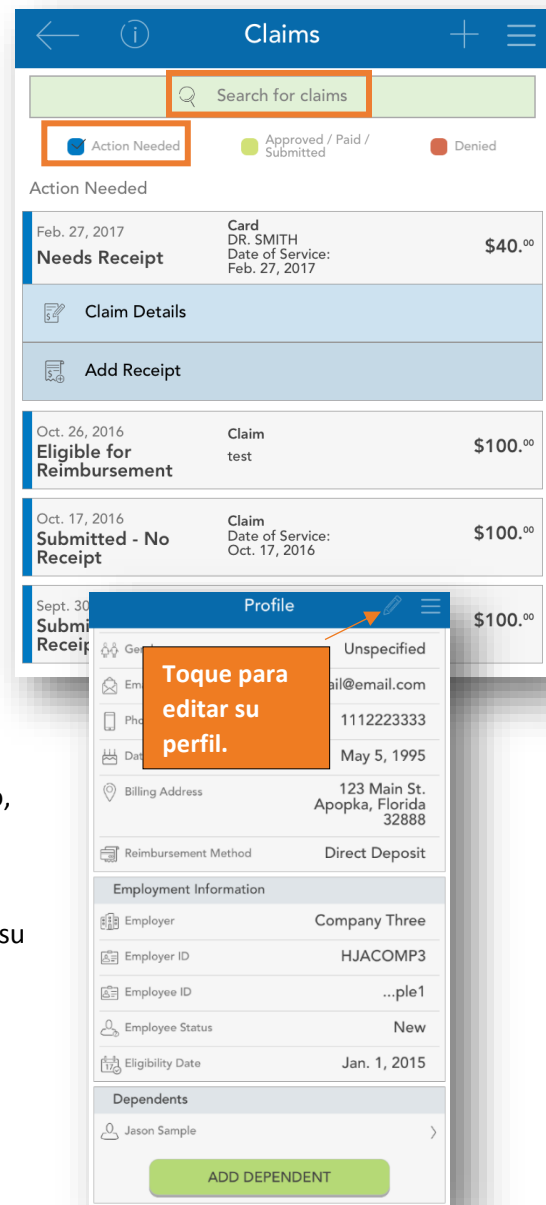 Claims
Search for claims
Action Needed
Approved / Paid / Submitted
Denied
Action Needed
Feb. 27, 2017
Needs Receipt
Card
DR. SMITH
Date of Service:
Feb. 27, 2017
$40.00
Claim Details
Add Receipt
Oct. 26, 2016
Eligible for
Reimbursement
Claim
test
$100.00
Oct. 17, 2016
Submitted - No
Receipt
Claim
Date of Service:
Oct. 17, 2016
$100.00
Sept. 30
$100.00
Profile
Unspecified
Toque para
editar su
perfil.
ail@email.com
1112223333
May 5, 1995
Billing Address
123 Main St.
Apopka, Florida
32888
Reimbursement Method
Direct Deposit
Employment Information
Employer
Company Three
Employer ID
HJACOMP3
Employee ID
...ple1
Employee Status
New
Eligibility Date
Jan. 1, 2015
Dependents
Jason Sample
ADD DEPENDENT
su